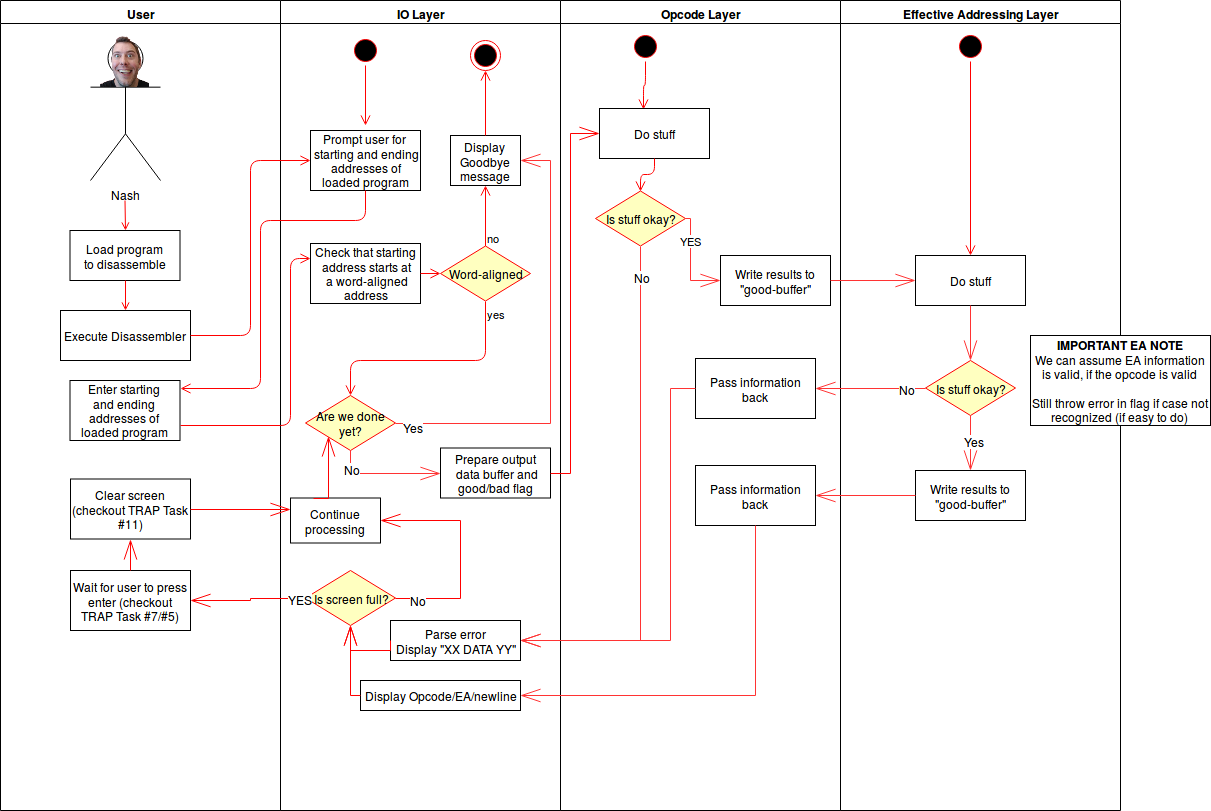 User
IO Layer
Opcode Layer
Effective Addressing Layer
Nash
Load program
to disassemble
Execute Disassembler
Enter starting
and ending
addresses of
loaded program
Clear screen
(checkout TRAP Task
#11)
Wait for user to press
enter (checkout
TRAP Task #7/#5)
Prompt user for
starting and ending
addresses of
loaded program
Display
Goodbye
message
no
Check that starting
address starts at
a word-aligned
address
Word-aligned
yes
Are we done
yet?
Yes
No
Prepare output
data buffer and
good/bad flag
Continue
processing
YES
Is screen full?
No
Parse error
Display "XX DATA YY"
Display Opcode/EA/newline
Do stuff
Is stuff okay?
YES
No
Write results to
"good-buffer"
Pass information
back
Pass information
back
Do stuff
IMPORTANT EA NOTE
We can assume EA information
is valid, if the opcode is valid
Still throw error in flag if case not
recognized (if easy to do)
No
Is stuff okay?
Yes
Write results to
"good-buffer"